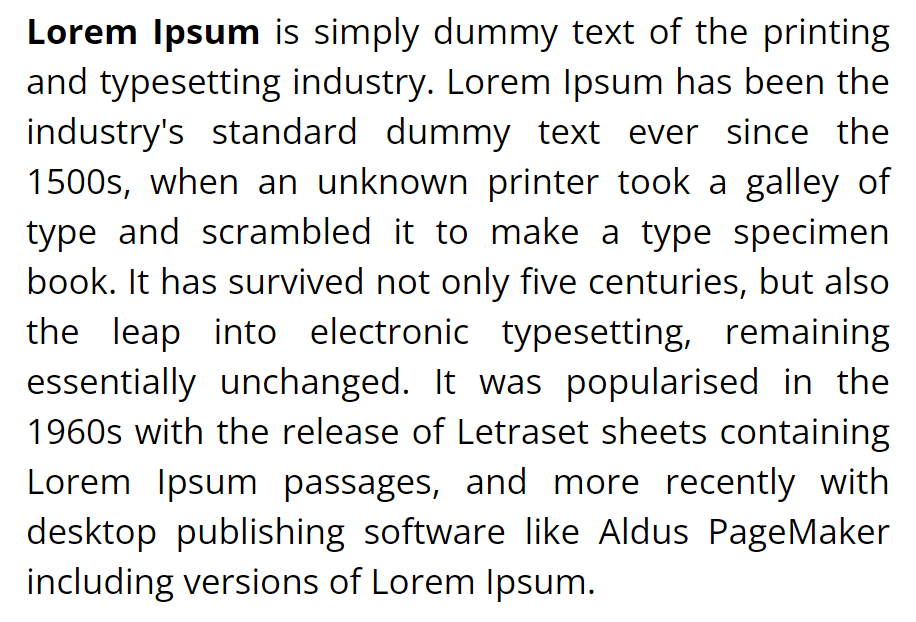 Lorem Ipsum is simply dummy text of the printing
and typesetting industry. Lorem Ipsum has been the
industry's standard dummy text ever since the
1500s, when an unknown printer took a galley of
type and scrambled it to make a type specimen
book. It has survived not only five centuries, but also
the leap into electronic typesetting, remaining
essentially unchanged. It was popularised in the
1960s with the release of Letraset sheets containing
Lorem Ipsum passages, and more recently with
desktop publishing software like Aldus PageMaker
including versions of Lorem Ipsum.